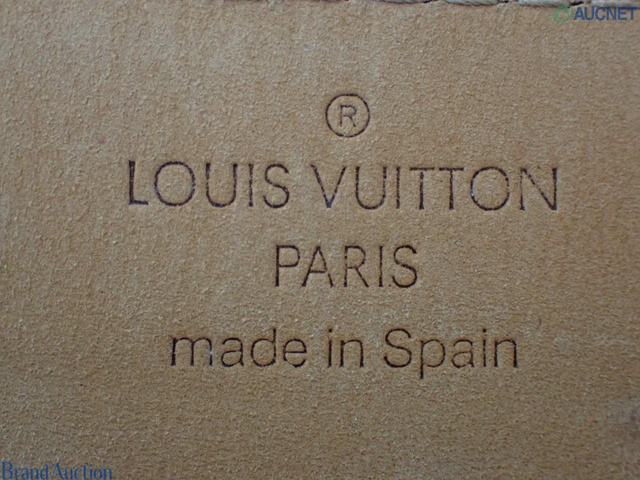 AUCNET
®
LOUIS VUITTON
PARIS
made in Spain
Brand Auction